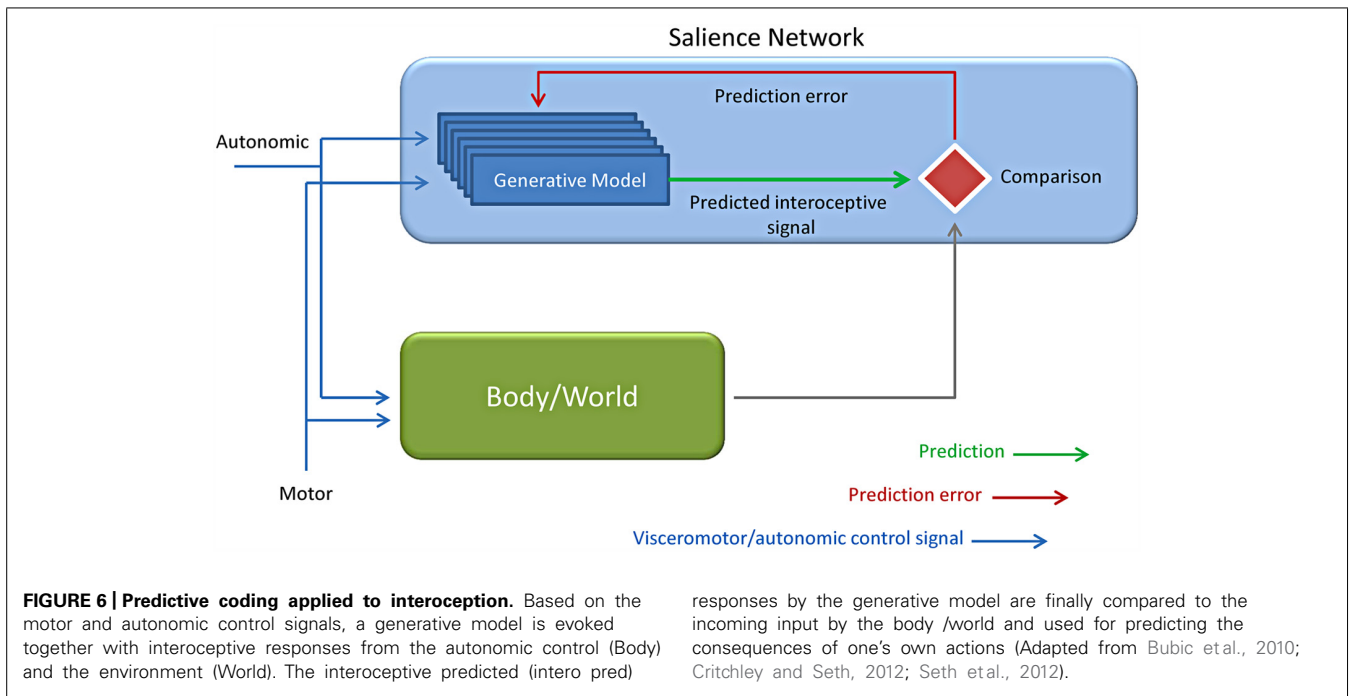 Salience Network
Prediction error
Autonomic
Generative Model
Comparison
Predicted interoceptive
signal
Body/World
Motor
Prediction
Prediction error
Visceromotor/autonomic control signal
FIGURE 6 | Predictive coding applied to interoception. Based on the
motor and autonomic control signals, a generative model is evoked
together with interoceptive responses from the autonomic control (Body)
and the environment (World). The interoceptive predicted (intero pred)
responses by the generative model are finally compared to the
incoming input by the body /world and used for predicting the
consequences of one's own actions (Adapted from Bubic et al., 2010;
Critchley and Seth, 2012; Seth et al., 2012).